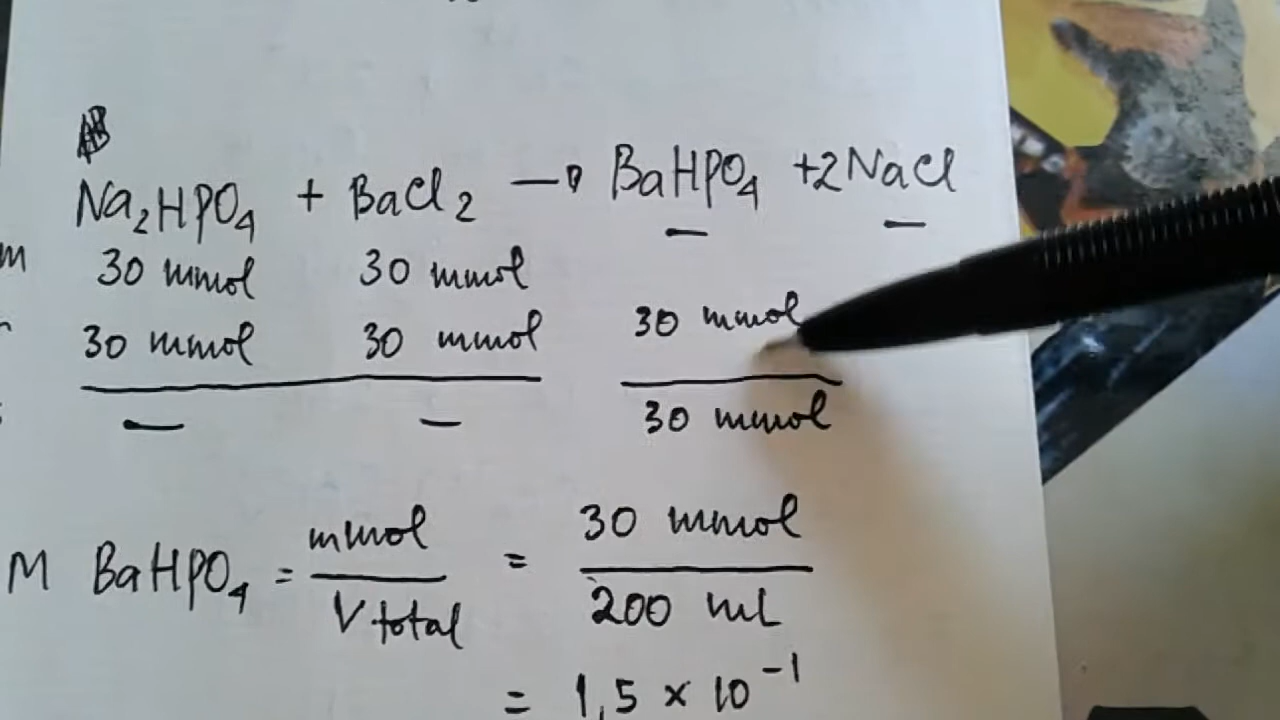 Na2HPO4 + BaCl2 → BaHPO4 + 2NaCl
m 30 mmol 30 mmol — —
30 mmol 30 mmol 30 mmol
— — 30 mmol
M BaHPO4 = mmol / V total = 30 mmol / 200 mL
= 1,5 × 10^-1